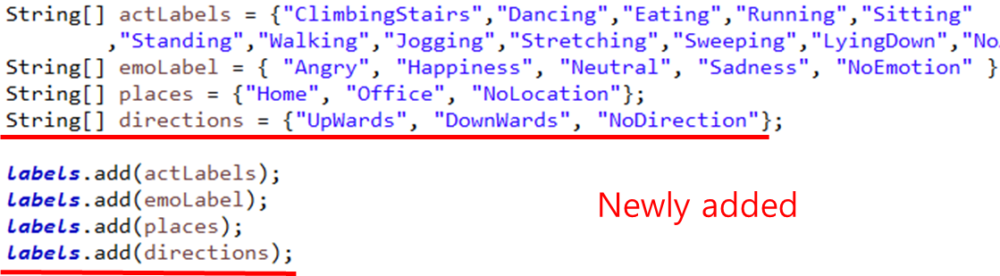 String[] actLabels = {"ClimbingStairs","Dancing","Eating","Running","Sitting"
,"Standing","Walking","Jogging","Stretching","Sweeping","LyingDown","No
String[] emoLabel = { "Angry", "Happiness", "Neutral", "Sadness", "NoEmotion" }
String[] places = {"Home", "Office", "NoLocation"};
String[] directions = {"UpWards", "DownWards", "NoDirection"};
labels.add(actLabels);
labels.add(emoLabel);
labels.add(places);
labels.add(directions);
Newly added